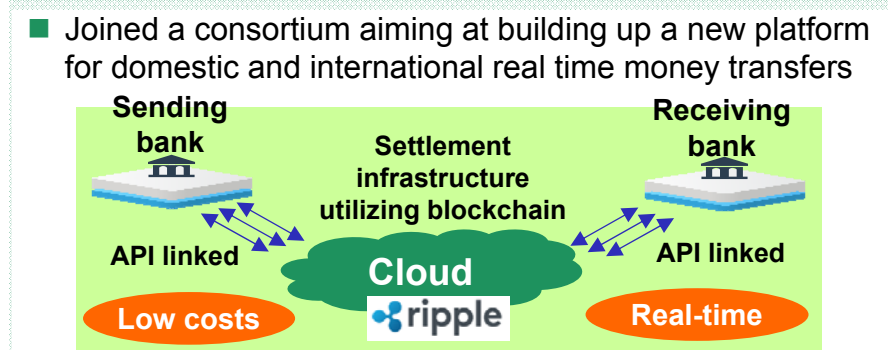 Joined a consortium aiming at building up a new platform
for domestic and international real time money transfers
Sending
bank
Settlement
infrastructure
utilizing blockchain
Receiving
bank
API linked
API linked
Cloud
ripple
Low costs
Real-time